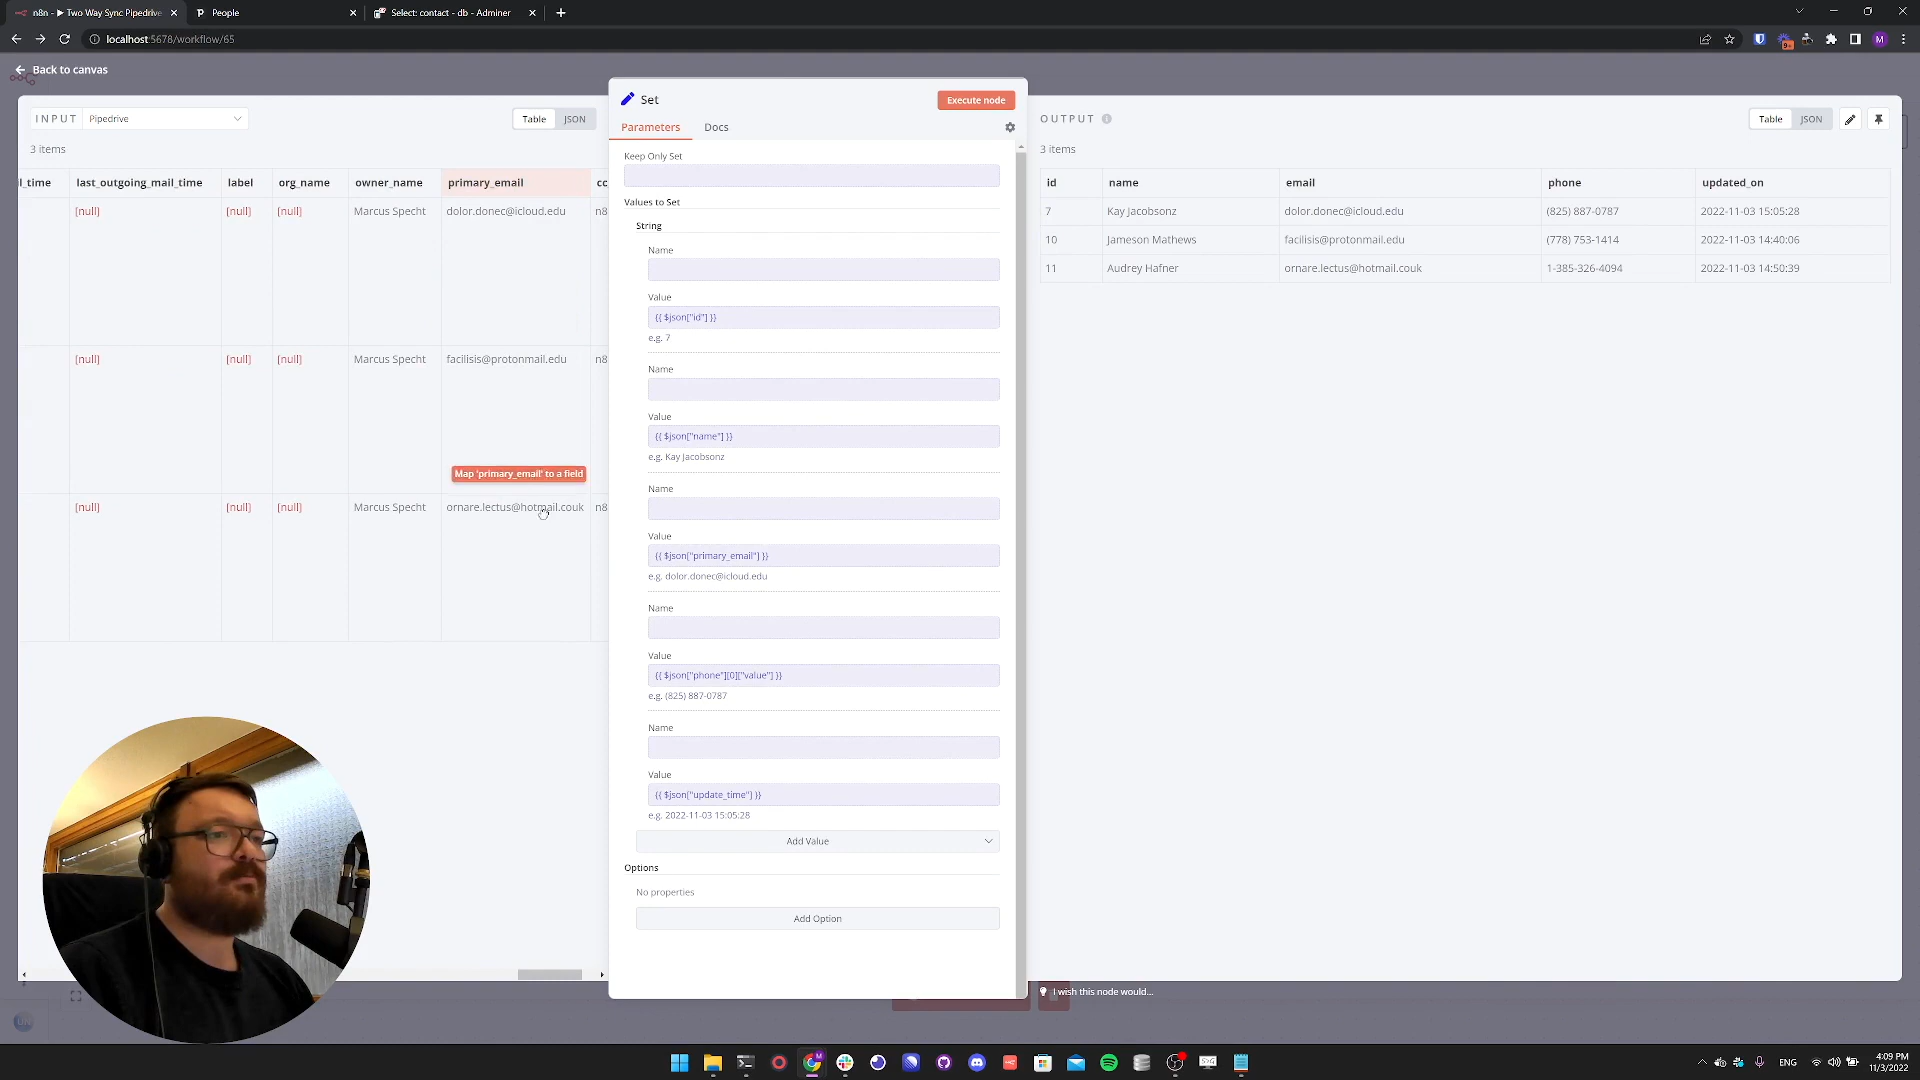 n8n - ▶ Two Way Sync Pipedrive
People
Select: contact - db - Adminer
localhost:5678/workflow/65
Back to canvas
INPUT Pipedrive
Table JSON
3 items
l_time last_outgoing_mail_time label org_name owner_name primary_email cc
[null] [null] [null] Marcus Specht dolor.donec@icloud.edu n8
[null] [null] [null] Marcus Specht facilisis@protonmail.edu n8
Map 'primary_email' to a field
[null] [null] [null] Marcus Specht ornare.lectus@hotmail.couk n8
Set
Execute node
Parameters Docs
Keep Only Set
Values to Set
String
Name
Value
{{ $json["id"] }}
e.g. 7
Name
Value
{{ $json["name"] }}
e.g. Kay Jacobsonz
Name
Value
{{ $json["primary_email"] }}
e.g. dolor.donec@icloud.edu
Name
Value
{{ $json["phone"][0]["value"] }}
e.g. (825) 887-0787
Name
Value
{{ $json["update_time"] }}
e.g. 2022-11-03 15:05:28
Add Value
Options
No properties
Add Option
OUTPUT
Table JSON
3 items
id name email phone updated_on
7 Kay Jacobsonz dolor.donec@icloud.edu (825) 887-0787 2022-11-03 15:05:28
10 Jameson Mathews facilisis@protonmail.edu (778) 753-1414 2022-11-03 14:40:06
11 Audrey Hafner ornare.lectus@hotmail.couk 1-385-326-4094 2022-11-03 14:50:39
I wish this node would...
ENG
4:09 PM
11/3/2022